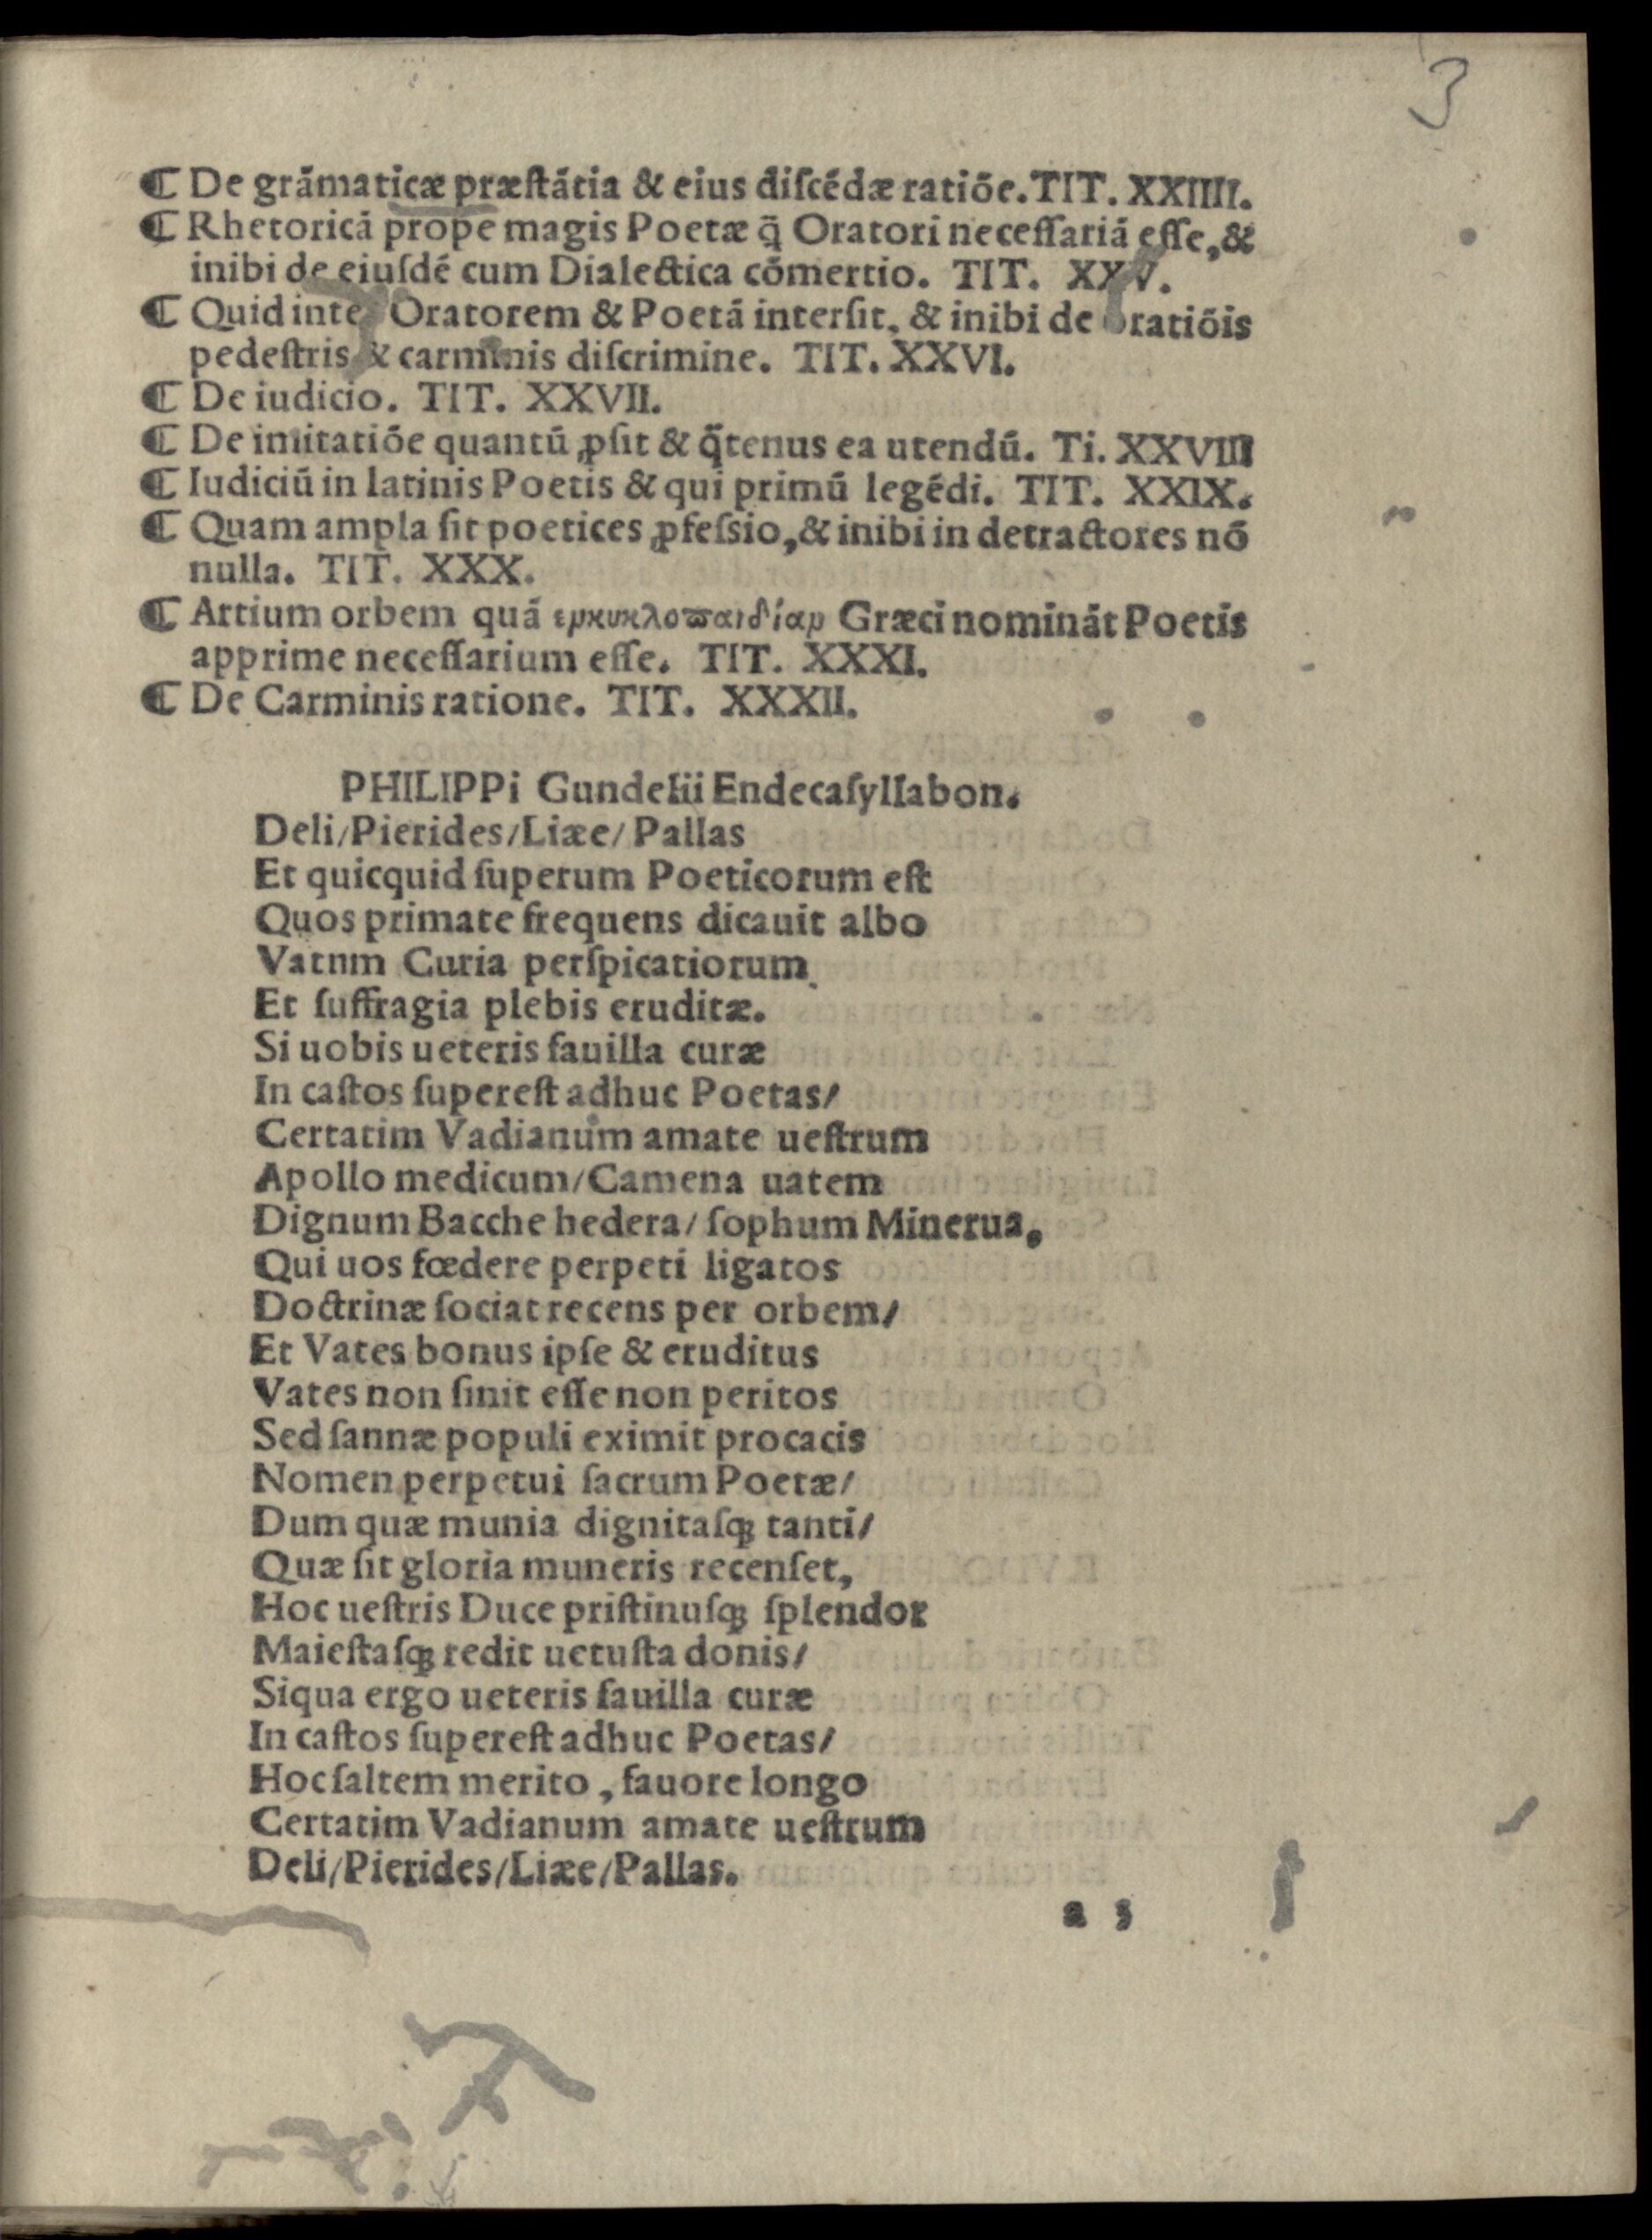 3
⁋ De grãmaticæ præſtãtia & eius diſcẽdæ ratiõe. TIT. XXIIII.
⁋ Rhetoricã prope magis Poetæ q̃ Oratori neceſſariã eſſe, &
inibi de eiuſdẽ cum Dialectica cõmertio. TIT. XXV.
⁋ Quid inter Oratorem & Poetã interſit, & inibi de oratiõis
pedeſtris & carminis diſcrimine. TIT. XXVI.
⁋ De iudicio. TIT. XXVII.
⁋ De imitatiõe quantũ ꝓſit & q̃tenus ea utendũ. Ti. XXVIII
⁋ Iudiciũ in latinis Poetis & qui primũ legẽdi. TIT. XXIX.
⁋ Quam ampla ſit poetices ꝓfeſsio, & inibi in detractores nõ
nulla. TIT. XXX.
⁋ Artium orbem quã ενκυκλοϖαιδίαν Græci nominãt Poetis
apprime neceſſarium eſſe. TIT. XXXI.
⁋ De Carminis ratione. TIT. XXXII.
PHILIPPi Gundelii Endecaſyllabon.
Deli/Pierides/Liæe/Pallas
Et quicquid ſuperum Poeticorum eſt
Quos primate frequens dicauit albo
Vatnm Curia perſpicatiorum
Et ſuffragia plebis eruditæ.
Si uobis ueteris fauilla curæ
In caſtos ſupereſt adhuc Poetas/
Certatim Vadianum amate ueſtrum
Apollo medicum/Camena uatem
Dignum Bacche hedera/ ſophum Minerua.
Qui uos fœdere perpeti ligatos
Doctrinæ ſociat recens per orbem/
Et Vates bonus ipſe & eruditus
Vates non ſinit eſſe non peritos
Sed ſannæ populi eximit procacis
Nomen perpetui ſacrum Poetæ/
Dum quæ munia dignitaſqꝫ tanti/
Quæ ſit gloria muneris recenſet,
Hoc ueſtris Duce priſtinuſqꝫ ſplendor
Maieſtaſqꝫ redit uetuſta donis/
Siqua ergo ueteris fauilla curæ
In caſtos ſupereſt adhuc Poetas/
Hoc ſaltem merito, fauore longo
Certatim Vadianum amate ueſtrum
Deli/Pierides/Liæe/Pallas.
a 3